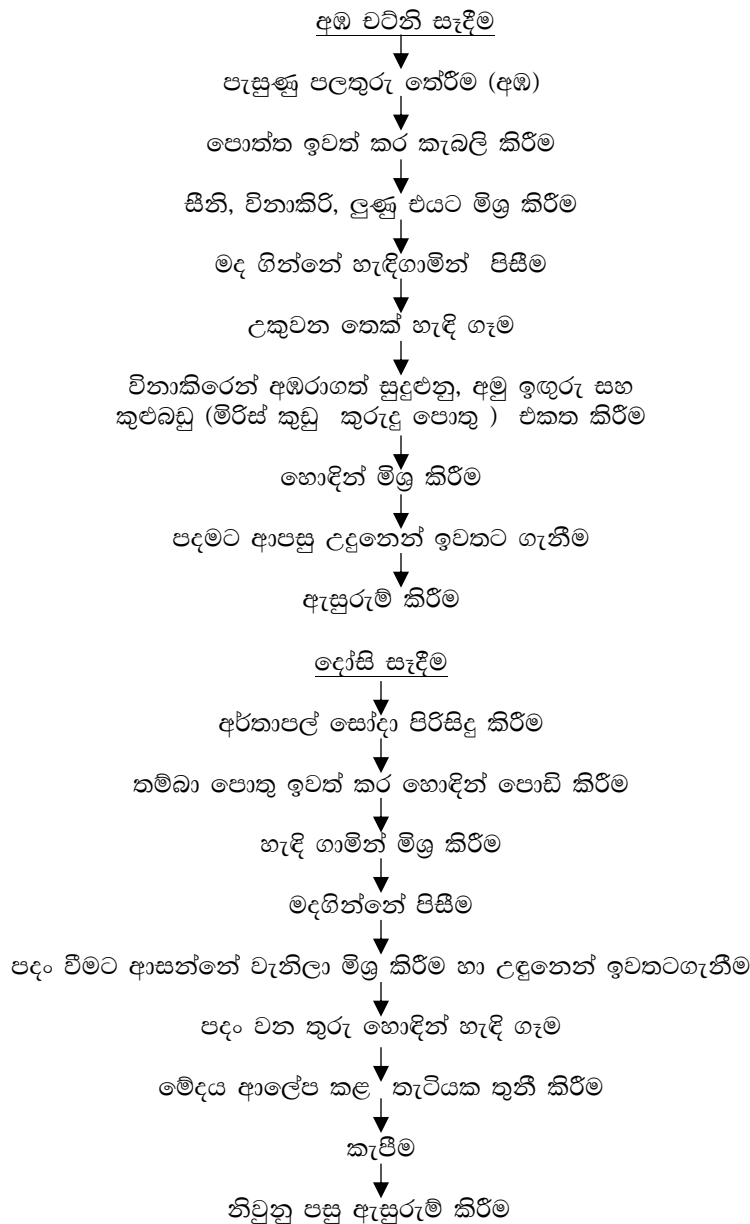 අඹ චට්නි සෑදීම
පැසුණු පලතුරු තේරීම (අඹ)
පොත්ත ඉවත් කර කැබලි කිරීම
සීනි, විනාකිරි, ලුණු එයට මිශ්‍ර කිරීම
මද ගින්නේ හැඳිගාමින් පිසීම
උකුවන තෙක් හැඳි ගෑම
විනාකිරෙන් අඹරාගත් සුදුළුනු, අමු ඉඟුරු සහ
කුළුබඩු (මිරිස් කුඩු කුරුදු පොතු ) එකත කිරීම
හොඳින් මිශ්‍ර කිරීම
පදමට ආපසු උදුනෙන් ඉවතට ගැනීම
ඇසුරුම් කිරීම
දෝසි සෑදීම
අර්තාපල් සෝදා පිරිසිදු කිරීම
තම්බා පොතු ඉවත් කර හොඳින් පොඩි කිරීම
හැඳි ගාමින් මිශ්‍ර කිරීම
මදගින්නේ පිසීම
පදං වීමට ආසන්නේ වැනිලා මිශ්‍ර කිරීම හා උඳුනෙන් ඉවතටගැනීම
පදං වන තුරු හොඳින් හැඳි ගෑම
මේදය ආලේප කළ තැටියක තුනී කිරීම
කැපීම
නිවුනු පසු ඇසුරුම් කිරීම